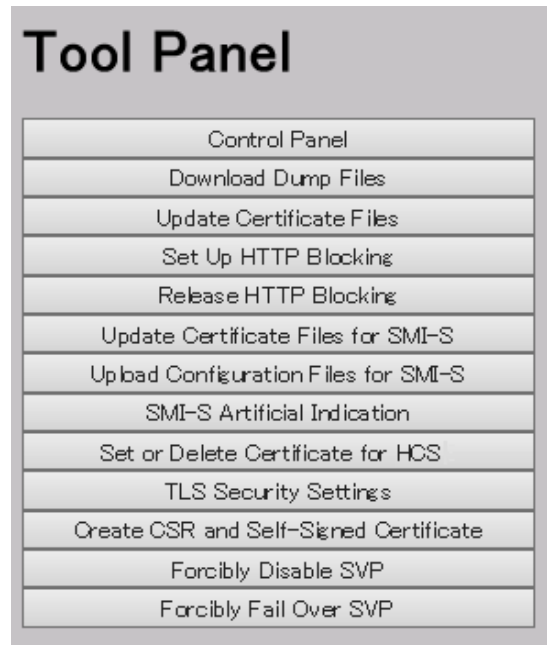 Tool Panel
Control Panel
Download Dump Files
Update Certificate Files
Set Up HTTP Blocking
Release HTTP Blocking
Update Certificate Files for SMI-S
Upload Configuration Files for SMI-S
SMI-S Artificial Indication
Set or Delete Certificate for HCS
TLS Security Settings
Create CSR and Self-Signed Certificate
Forcibly Disable SVP
Forcibly Fail Over SVP